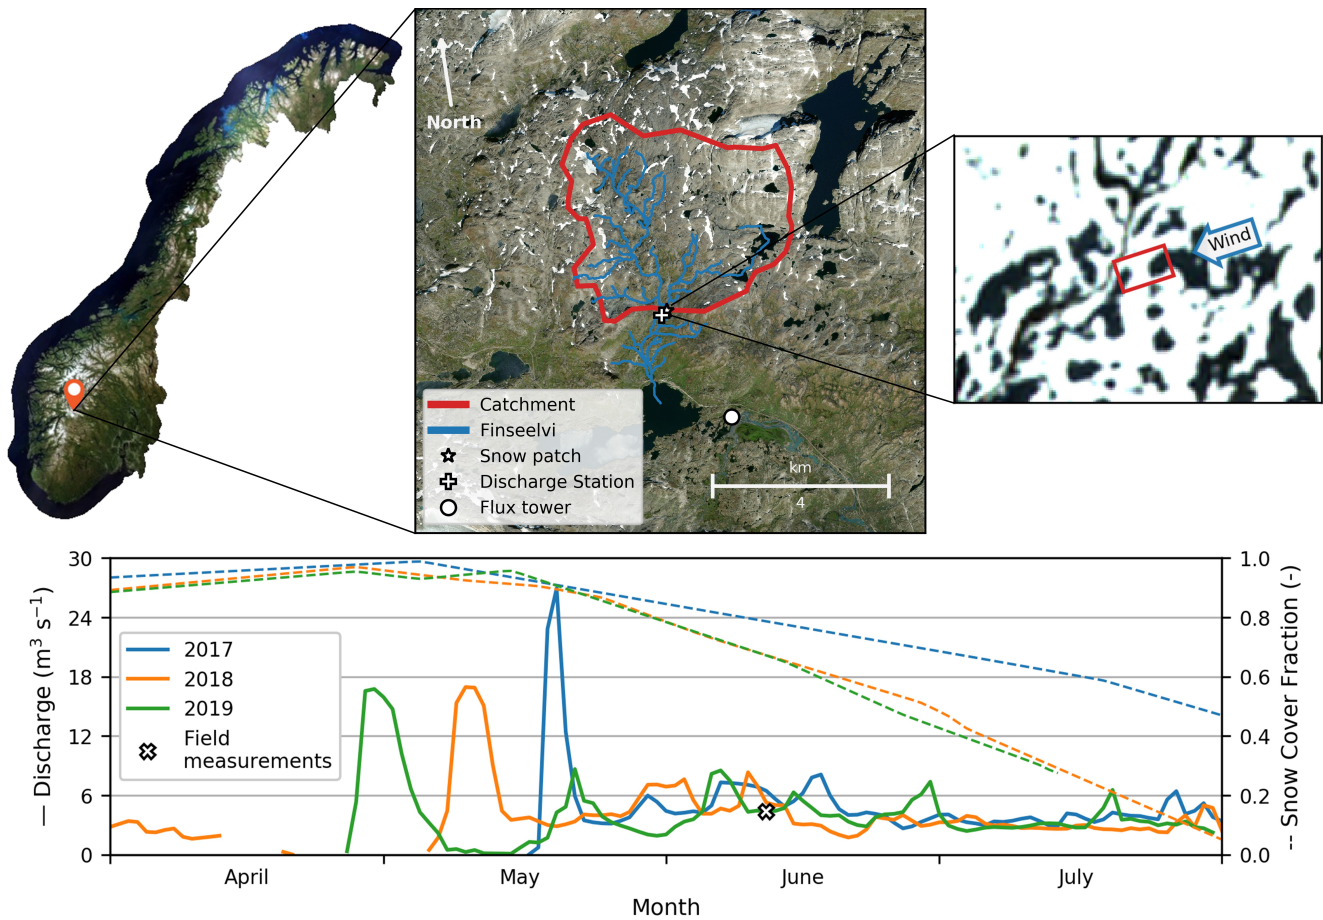 North
Catchment
Finseelvi
Snow patch
Discharge Station
Flux tower
km
4
Wind
30
24
18
12
6
0
— Discharge (m³ s⁻¹)
2017
2018
2019
Field
measurements
1.0
0.8
0.6
0.4
0.2
0.0
-- Snow Cover Fraction (-)
April
May
June
July
Month